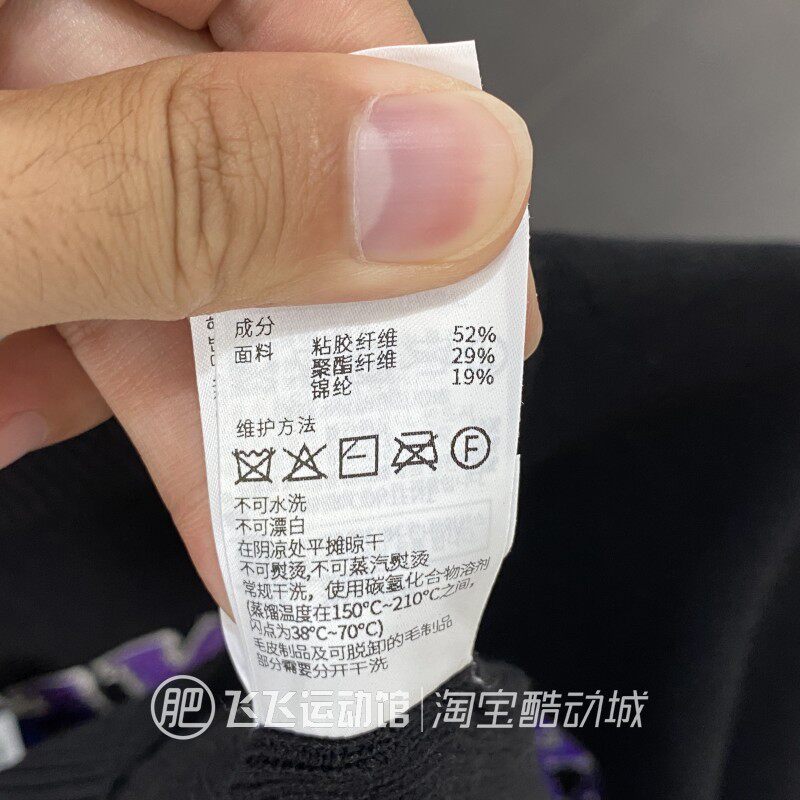 成分
面料 粘胶纤维 52%
聚酯纤维 29%
锦纶 19%
维护方法
F
不可水洗
不可漂白
在阴凉处平摊晾干
不可熨烫,不可蒸汽熨烫
常规干洗，使用碳氢化合物溶剂
(蒸馏温度在150°C~210°C之间,
闪点为38°C~70°C)
毛皮制品及可脱卸的毛制品
部分需要分开干洗
肥 飞飞运动馆 | 淘宝酷动城